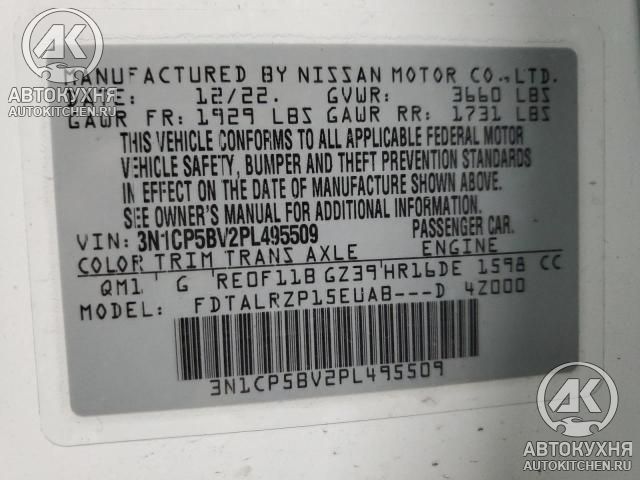 АК
АВТОКУХНЯ
AUTOKITCHEN.RU
MANUFACTURED BY NISSAN MOTOR CO.,LTD.
DATE: 12/22. GVWR: 3660 LBS
GAWR FR: 1929 LBS GAWR RR: 1731 LBS
THIS VEHICLE CONFORMS TO ALL APPLICABLE FEDERAL MOTOR
VEHICLE SAFETY, BUMPER AND THEFT PREVENTION STANDARDS
IN EFFECT ON THE DATE OF MANUFACTURE SHOWN ABOVE.
SEE OWNER'S MANUAL FOR ADDITIONAL INFORMATION.
VIN: 3N1CP5BV2PL495509 PASSENGER CAR.
COLOR TRIM TRANS AXLE ENGINE
QM1 G RE0F11B GZ39 HR16DE 1598 CC
FDTALRZP15EUAB---D 4Z000
3N1CP5BV2PL495509
АК
АВТОКУХНЯ
AUTOKITCHEN.RU